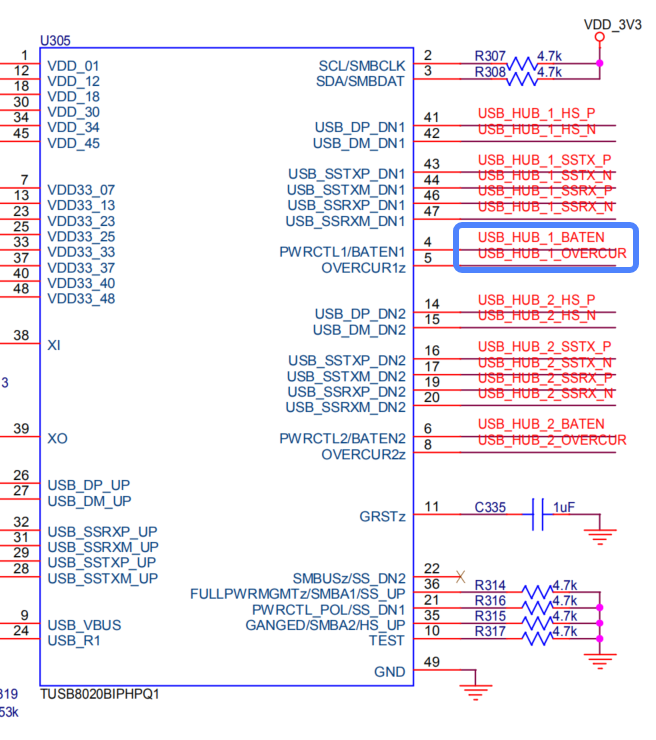 VDD_3V3
U305
1 VDD_01
12 VDD_12
18 VDD_18
30 VDD_30
34 VDD_34
45 VDD_45
7 VDD33_07
13 VDD33_13
23 VDD33_23
25 VDD33_25
33 VDD33_33
37 VDD33_37
40 VDD33_40
48 VDD33_48
38 XI
3
39 XO
26 USB_DP_UP
27 USB_DM_UP
32 USB_SSRXP_UP
31 USB_SSRXM_UP
29 USB_SSTXP_UP
28 USB_SSTXM_UP
9 USB_VBUS
24 USB_R1
SCL/SMBCLK 2 R307 4.7k
SDA/SMBDAT 3 R308 4.7k
USB_DP_DN1 41 USB_HUB_1_HS_P
USB_DM_DN1 42 USB_HUB_1_HS_N
USB_SSTXP_DN1 43 USB_HUB_1_SSTX_P
USB_SSTXM_DN1 44 USB_HUB_1_SSTX_N
USB_SSRXP_DN1 46 USB_HUB_1_SSRX_P
USB_SSRXM_DN1 47 USB_HUB_1_SSRX_N
PWRCTL1/BATEN1 4 USB_HUB_1_BATEN
OVERCUR1z 5 USB_HUB_1_OVERCUR
USB_DP_DN2 14 USB_HUB_2_HS_P
USB_DM_DN2 15 USB_HUB_2_HS_N
USB_SSTXP_DN2 16 USB_HUB_2_SSTX_P
USB_SSTXM_DN2 17 USB_HUB_2_SSTX_N
USB_SSRXP_DN2 19 USB_HUB_2_SSRX_P
USB_SSRXM_DN2 20 USB_HUB_2_SSRX_N
PWRCTL2/BATEN2 6 USB_HUB_2_BATEN
OVERCUR2z 8 USB_HUB_2_OVERCUR
GRSTz 11 C335 1uF
SMBUSz/SS_DN2 22
FULLPWRMGMTz/SMBA1/SS_UP 36 R314 4.7k
PWRCTL_POL/SS_DN1 21 R316 4.7k
GANGED/SMBA2/HS_UP 35 R315 4.7k
TEST 10 R317 4.7k
GND 49
319 TUSB8020BIPHPQ1
53k